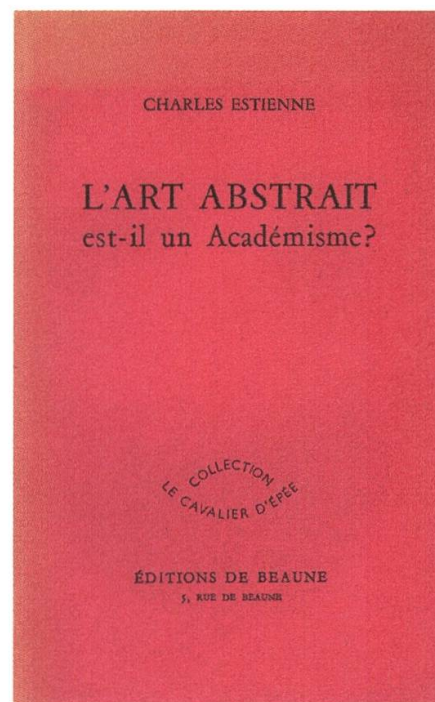 CHARLES ESTIENNE
L'ART ABSTRAIT
est-il un Académisme?
COLLECTION
LE CAVALIER D'ÉPÉE
ÉDITIONS DE BEAUNE
5, RUE DE BEAUNE